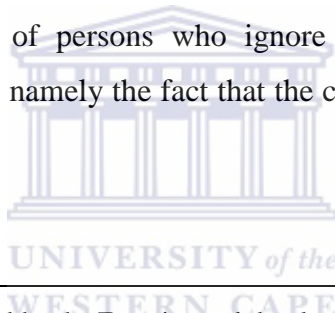 of persons who ignore
namely the fact that the c
UNIVERSITY of the
WESTERN CAPE